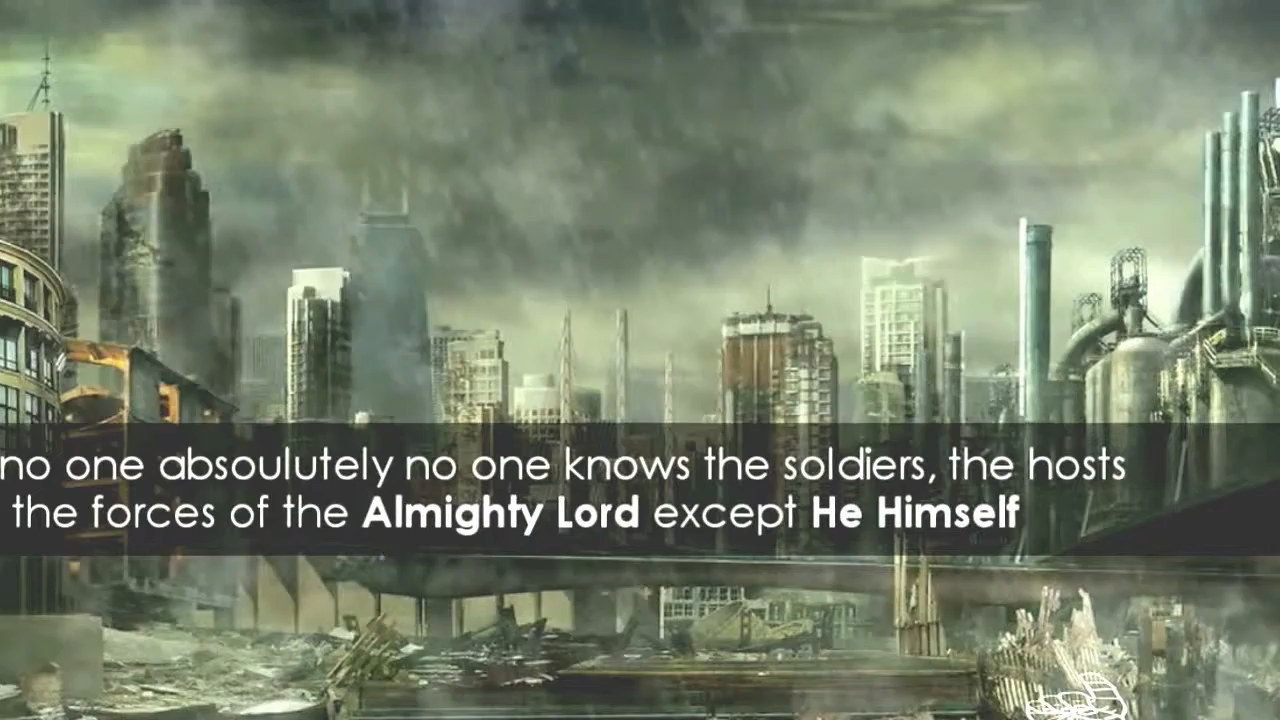 no one absoulutely no one knows the soldiers, the hosts
the forces of the Almighty Lord except He Himself